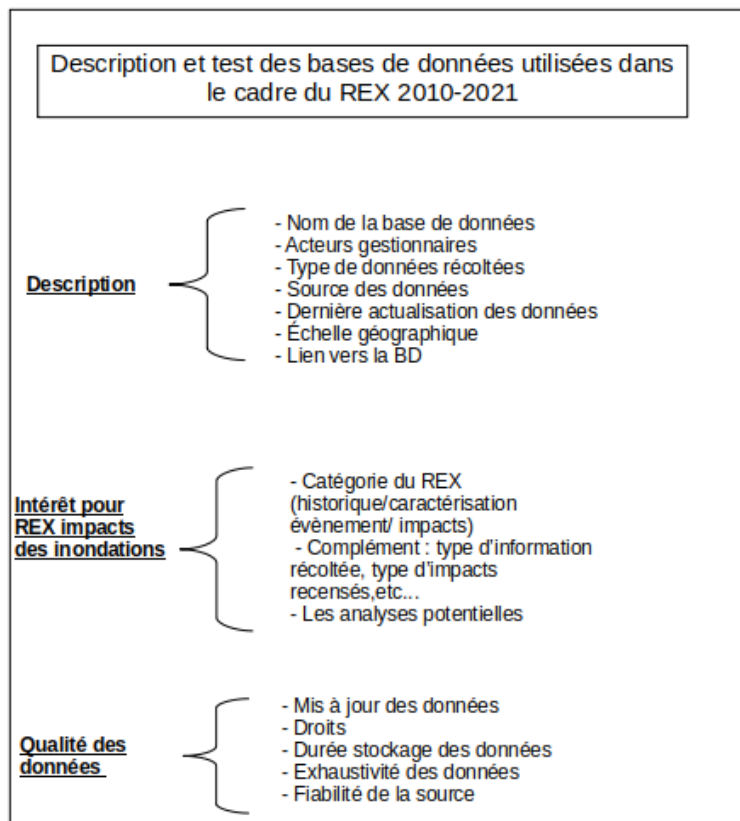 Description et test des bases de données utilisées dans
le cadre du REX 2010-2021
Description
- Nom de la base de données
- Acteurs gestionnaires
- Type de données récoltées
- Source des données
- Dernière actualisation des données
- Échelle géographique
- Lien vers la BD
Intérêt pour
REX impacts
des inondations
- Catégorie du REX
(historique/caractérisation
évènement/ impacts)
- Complément : type d'information
récoltée, type d'impacts
recensés,etc...
- Les analyses potentielles
Qualité des
données
- Mis à jour des données
- Droits
- Durée stockage des données
- Exhaustivité des données
- Fiabilité de la source